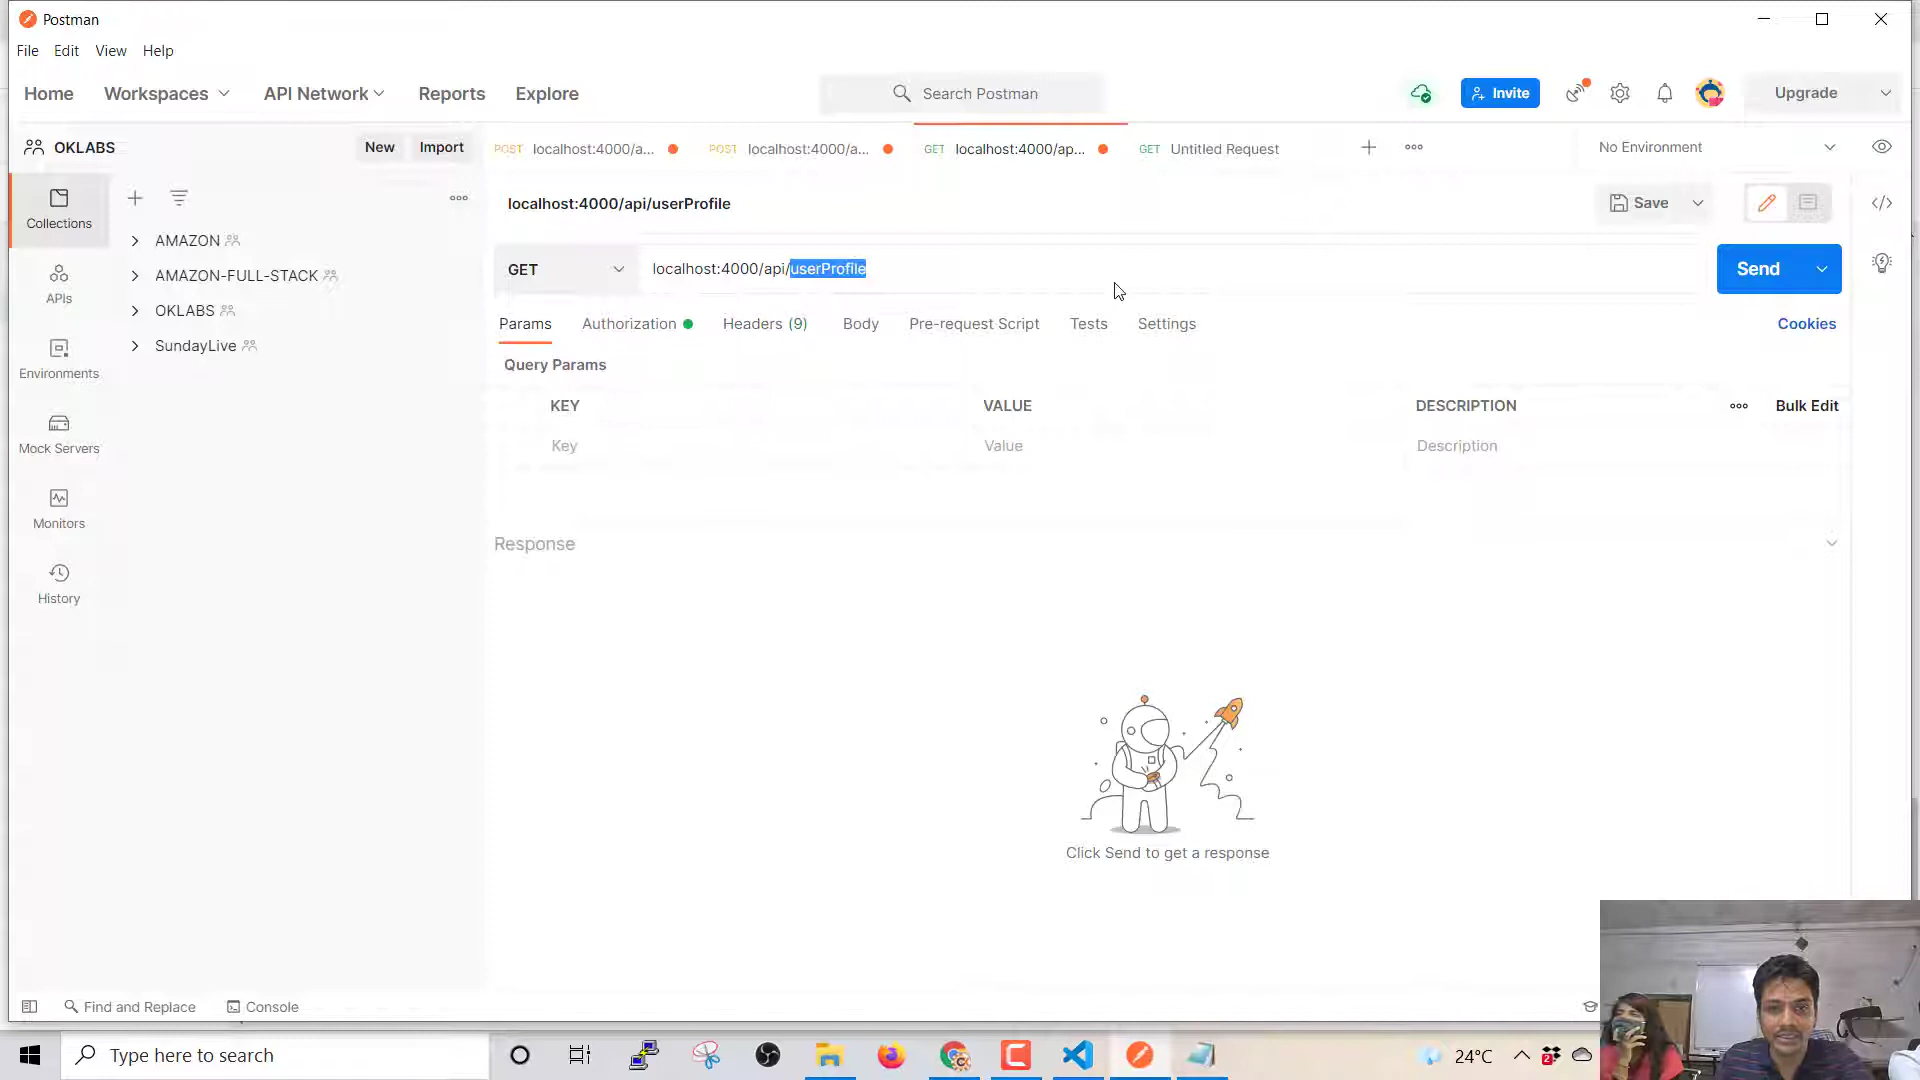 Postman
File Edit View Help
Home Workspaces API Network Reports Explore Search Postman Invite Upgrade
OKLABS New Import POST localhost:4000/a... POST localhost:4000/a... GET localhost:4000/ap... GET Untitled Request No Environment
localhost:4000/api/userProfile Save
Collections
AMAZON
AMAZON-FULL-STACK
OKLABS
SundayLive
APIs
Environments
Mock Servers
Monitors
History
GET localhost:4000/api/userProfile Send
Params Authorization Headers (9) Body Pre-request Script Tests Settings Cookies
Query Params
KEY VALUE DESCRIPTION Bulk Edit
Key Value Description
Response
Click Send to get a response
Find and Replace Console
Type here to search 24°C 2